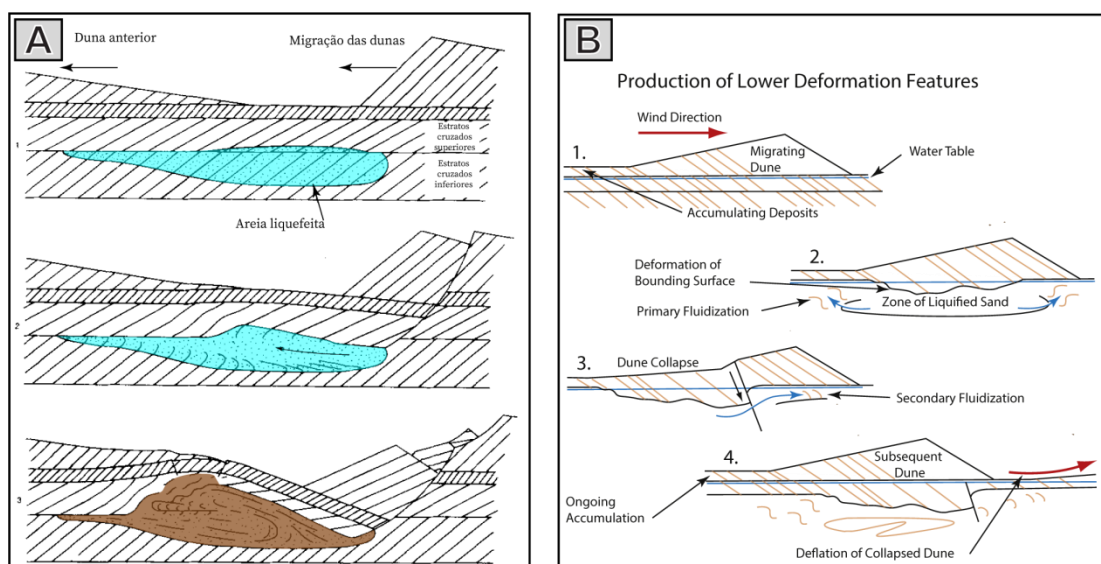 A
Duna anterior
Migração das dunas
Estratos
cruzados
superiores
Estratos
cruzados
inferiores
1
Areia liquefeita
2
3
B
Production of Lower Deformation Features
Wind Direction
1.
Migrating
Dune
Water Table
Accumulating Deposits
2.
Deformation of
Bounding Surface
Zone of Liquified Sand
Primary Fluidization
3.
Dune Collapse
Secondary Fluidization
4.
Subsequent
Dune
Ongoing
Accumulation
Deflation of Collapsed Dune